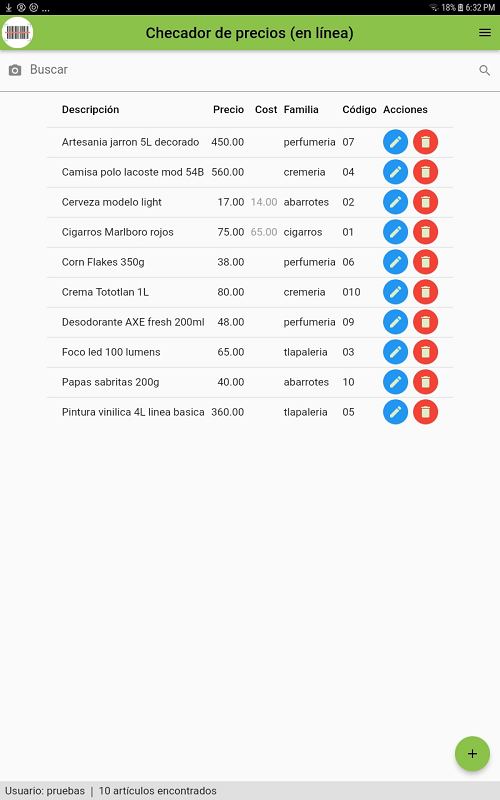 18% 6:32 PM
Checador de precios (en línea)
Buscar
Descripción Precio Cost Familia Código Acciones
Artesania jarron 5L decorado 450.00 perfumeria 07
Camisa polo lacoste mod 54B 560.00 cremeria 04
Cerveza modelo light 17.00 14.00 abarrotes 02
Cigarros Marlboro rojos 75.00 65.00 cigarros 01
Corn Flakes 350g 38.00 perfumeria 06
Crema Tototlan 1L 80.00 cremeria 010
Desodorante AXE fresh 200ml 48.00 perfumeria 09
Foco led 100 lumens 65.00 tlapaleria 03
Papas sabritas 200g 40.00 abarrotes 10
Pintura vinilica 4L linea basica 360.00 tlapaleria 05
Usuario: pruebas | 10 artículos encontrados